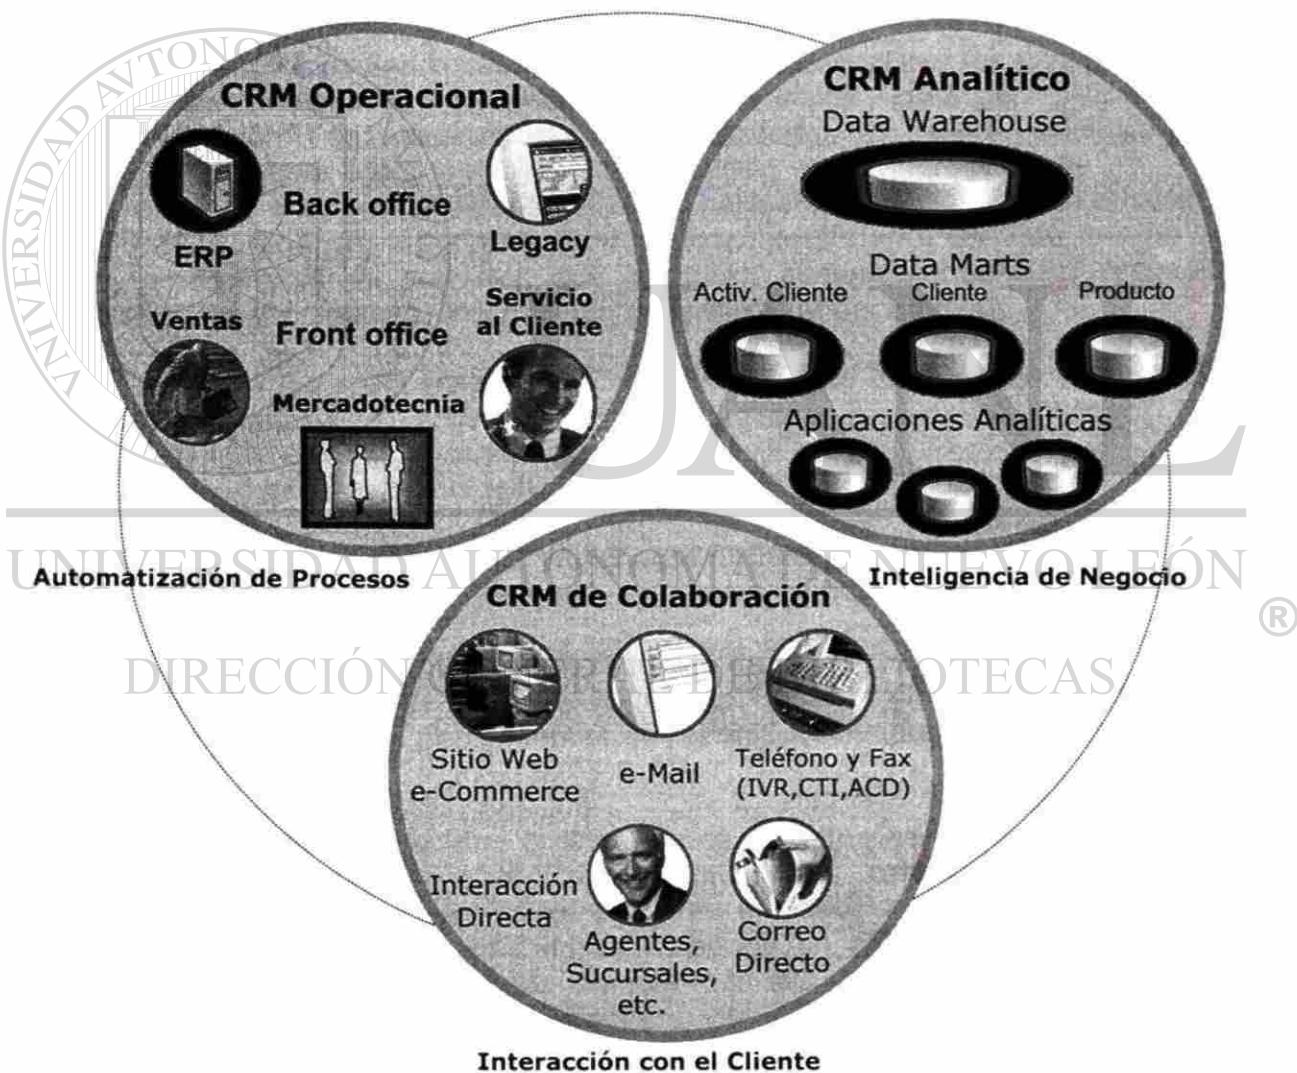 CRM Operacional
Back office
ERP
Legacy
Ventas
Front office
Servicio
al Cliente
Mercadotecnia
Automatización de Procesos
CRM Analítico
Data Warehouse
Data Marts
Activ. Cliente
Cliente
Producto
Aplicaciones Analíticas
Inteligencia de Negocio
CRM de Colaboración
Sitio Web
e-Commerce
e-Mail
Teléfono y Fax
(IVR,CTI,ACD)
Interacción
Directa
Agentes,
Sucursales,
etc.
Correo
Directo
Interacción con el Cliente
UANL
UNIVERSIDAD AUTÓNOMA DE NUEVO LEÓN
®
DIRECCIÓN GENERAL DE BIBLIOTECAS